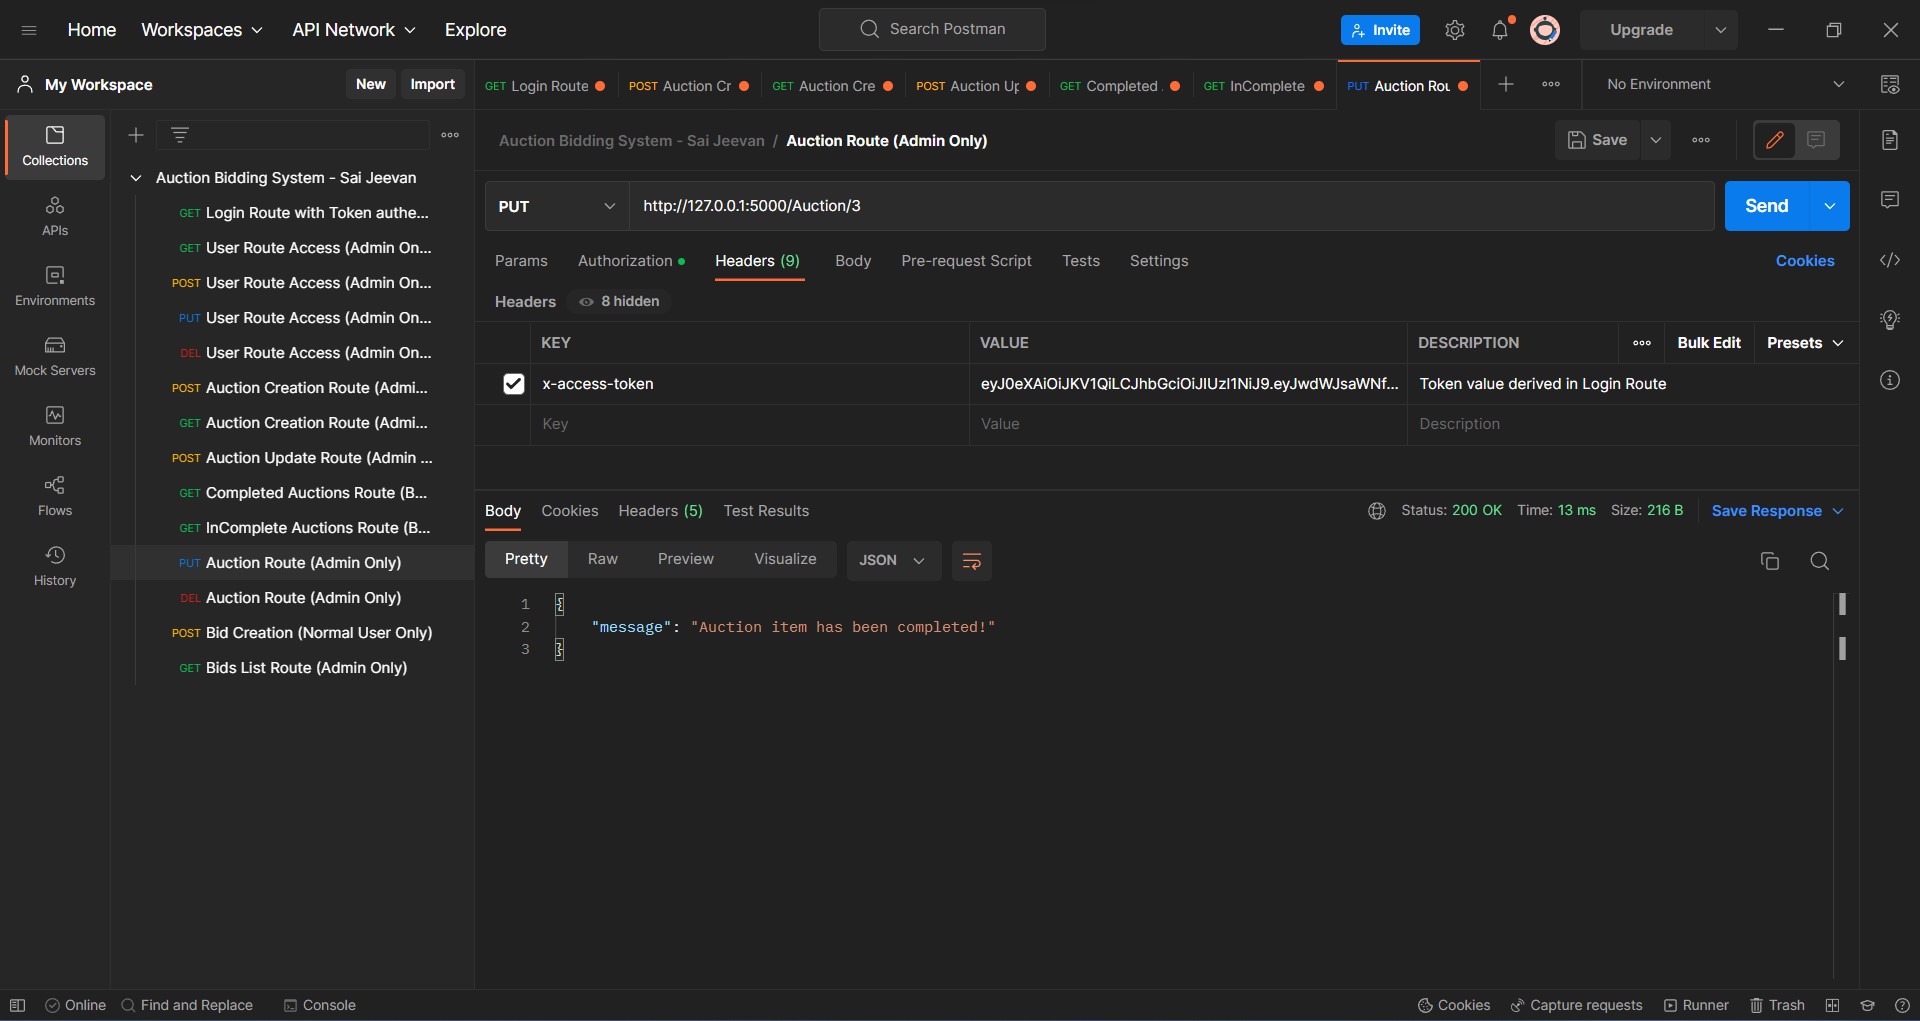 Home Workspaces API Network Explore Search Postman Invite Upgrade
My Workspace New Import
GET Login Route POST Auction Cr GET Auction Cre POST Auction Up GET Completed GET InComplete PUT Auction Rou No Environment
Collections
APIs
Environments
Mock Servers
Monitors
Flows
History
Auction Bidding System - Sai Jeevan
GET Login Route with Token authe...
GET User Route Access (Admin On...
POST User Route Access (Admin On...
PUT User Route Access (Admin On...
DEL User Route Access (Admin On...
POST Auction Creation Route (Admi...
GET Auction Creation Route (Admi...
POST Auction Update Route (Admin ...
GET Completed Auctions Route (B...
GET InComplete Auctions Route (B...
PUT Auction Route (Admin Only)
DEL Auction Route (Admin Only)
POST Bid Creation (Normal User Only)
GET Bids List Route (Admin Only)
Auction Bidding System - Sai Jeevan / Auction Route (Admin Only) Save
PUT http://127.0.0.1:5000/Auction/3 Send
Params Authorization Headers (9) Body Pre-request Script Tests Settings Cookies
Headers 8 hidden
KEY VALUE DESCRIPTION Bulk Edit Presets
x-access-token eyJ0eXAiOiJKV1QiLCJhbGciOiJIUzI1NiJ9.eyJwdWJsaWNf... Token value derived in Login Route
Key Value Description
Body Cookies Headers (5) Test Results Status: 200 OK Time: 13 ms Size: 216 B Save Response
Pretty Raw Preview Visualize JSON
1 {
2 "message": "Auction item has been completed!"
3 }
Online Find and Replace Console Cookies Capture requests Runner Trash